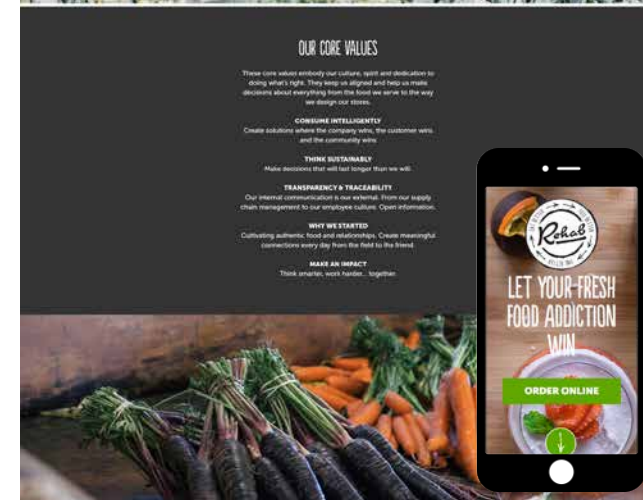 OUR CORE VALUES
These core values embody our culture, spirit and dedication to
doing what's right. They keep us aligned and help us make
decisions about everything from the food we serve to the way
we design our stores.
CONSUME INTELLIGENTLY
Create solutions where the company wins, the customer wins
and the community wins
THINK SUSTAINABLY
Make decisions that will last longer than we will.
TRANSPARENCY & TRACEABILITY
Our internal communication is our external. From our supply
chain management to our employee culture. Open information.
WHY WE STARTED
Cultivating authentic food and relationships. Create meaningful
connections every day from the field to the friend.
MAKE AN IMPACT
Think smarter, work harder... together.
Rehab
LET YOUR FRESH
FOOD ADDICTION
WIN
ORDER ONLINE